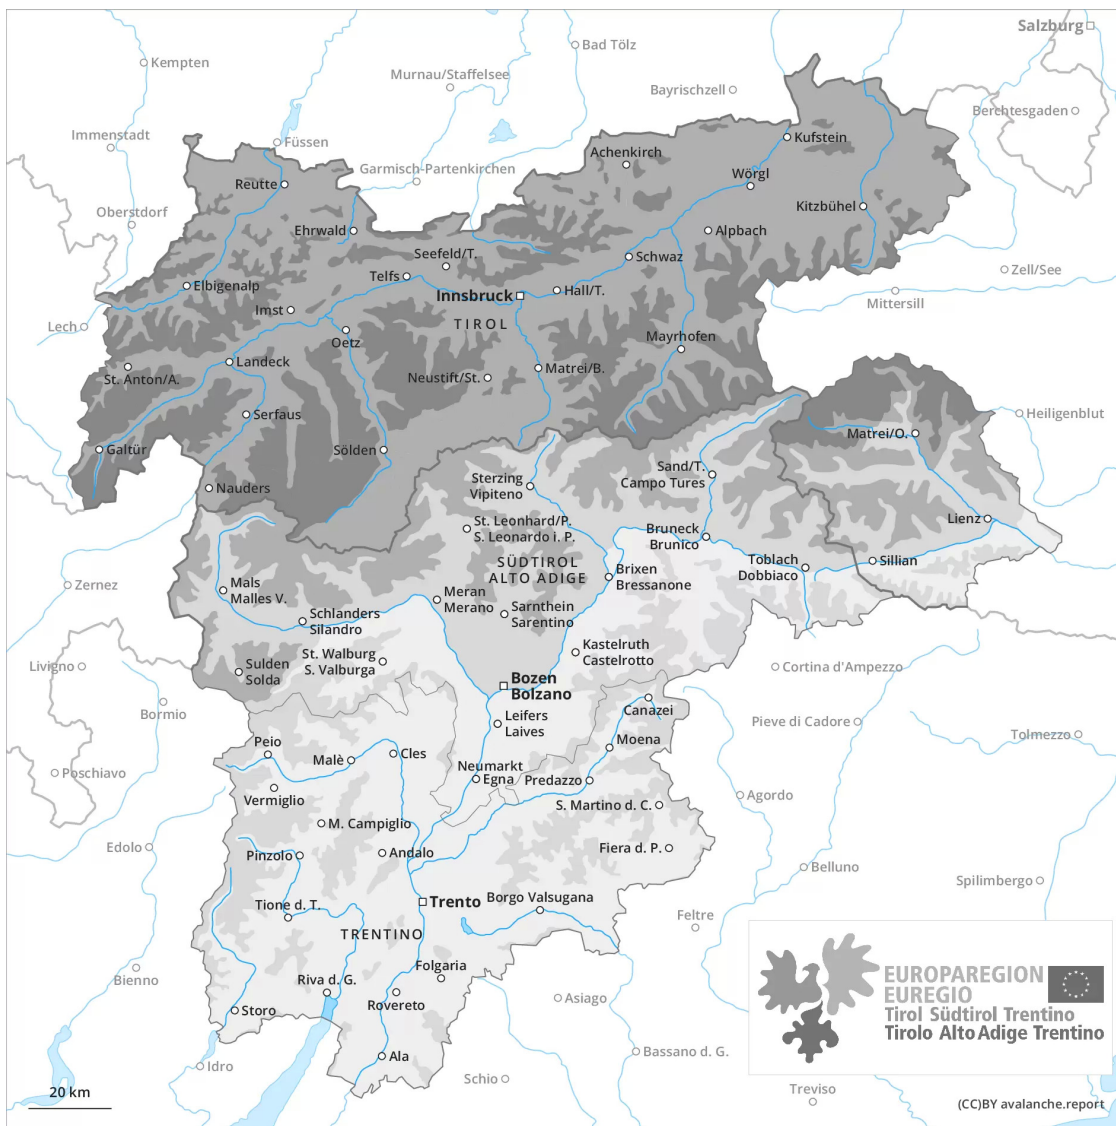 Salzburg
Bad Tölz
Kempten
Murnau/Staffelsee
Bayrischzell
Berchtesgaden
Immenstadt
Füssen
Kufstein
Achenkirch
Garmisch-Partenkirchen
Wörgl
Reutte
Oberstdorf
Kitzbühel
Ehrwald
Alpbach
Seefeld/T.
Schwaz
Telfs
Zell/See
Elbigenalp
Innsbruck
Hall/T.
Mittersill
Imst
TIROL
Lech
Oetz
Mayrhofen
Landeck
Matrei/B.
St. Anton/A.
Neustift/St.
Serfaus
Heiligenblut
Matrei/O.
Galtür
Sölden
Sterzing
Vipiteno
Sand/T.
Campo Tures
Nauders
St. Leonhard/P.
S. Leonardo i. P.
Lienz
Bruneck
Brunico
SÜDTIROL
ALTO ADIGE
Toblach
Dobbiaco
Sillian
Brixen
Bressanone
Zernez
Mals
Malles V.
Meran
Merano
Sarnthein
Sarentino
Schlanders
Silandro
Kastelruth
Castelrotto
St. Walburg
S. Valburga
Livigno
Sulden
Solda
Cortina d'Ampezzo
Bozen
Bolzano
Bormio
Canazei
Leifers
Laives
Pieve di Cadore
Tolmezzo
Peio
Malè
Cles
Moena
Poschiavo
Neumarkt
Egna
Predazzo
Vermiglio
S. Martino d. C.
Agordo
M. Campiglio
Edolo
Pinzolo
Andalo
Fiera d. P.
Belluno
Spilimbergo
Tione d. T.
Trento
Borgo Valsugana
Feltre
TRENTINO
Folgaria
Bienno
Riva d. G.
Rovereto
Asiago
Storo
EUROPAREGION
EUREGIO
Tirol Südtirol Trentino
Tirolo Alto Adige Trentino
Ala
Bassano d. G.
Idro
Schio
Treviso
20 km
(CC)BY avalanche.report